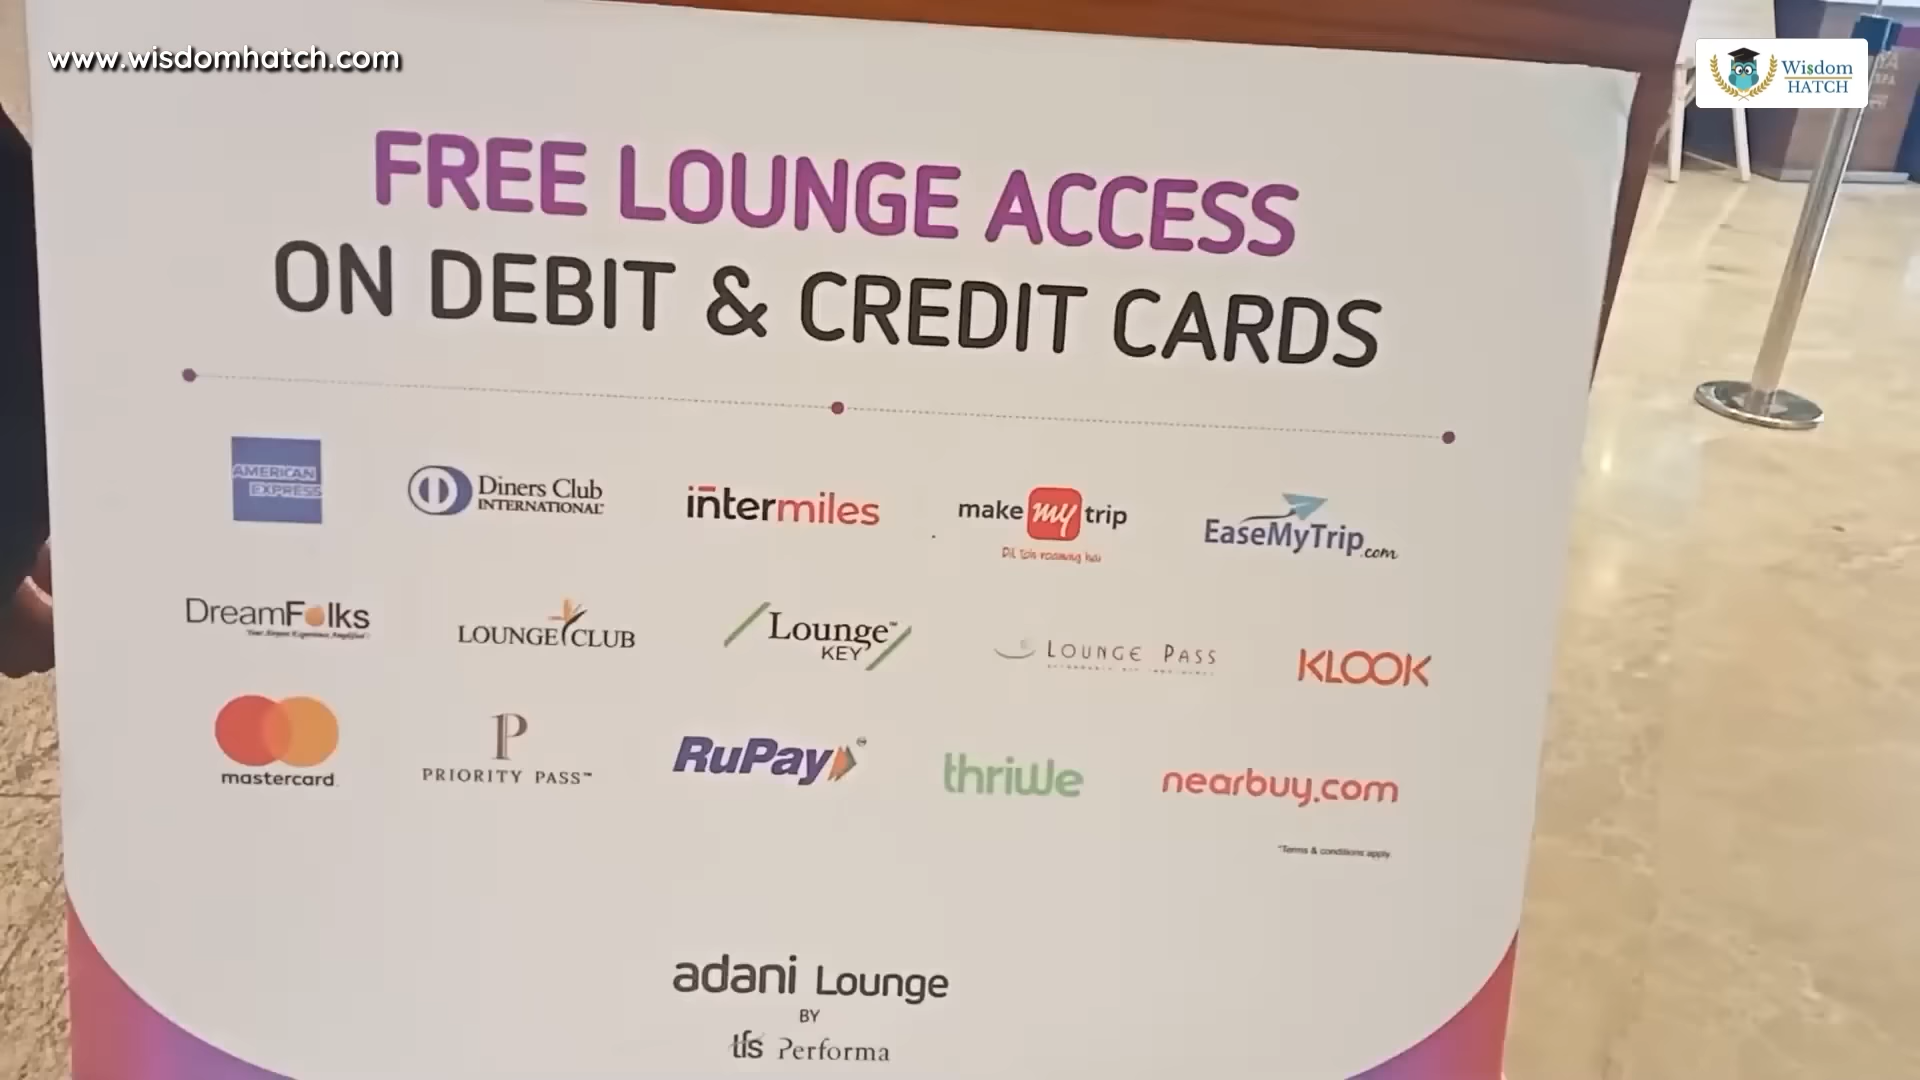 www.wisdomhatch.com
Wisdom
HATCH
FREE LOUNGE ACCESS
ON DEBIT & CREDIT CARDS
AMERICAN
EXPRESS
Diners Club
INTERNATIONAL
intermiles
make my trip
EaseMyTrip.com
DreamFolks
LOUNGE CLUB
Lounge™
KEY
LOUNGE PASS
KLOOK
mastercard
PRIORITY PASS™
RuPay
thriwe
nearbuy.com
*Terms & conditions apply
adani Lounge
BY
tfs Performa